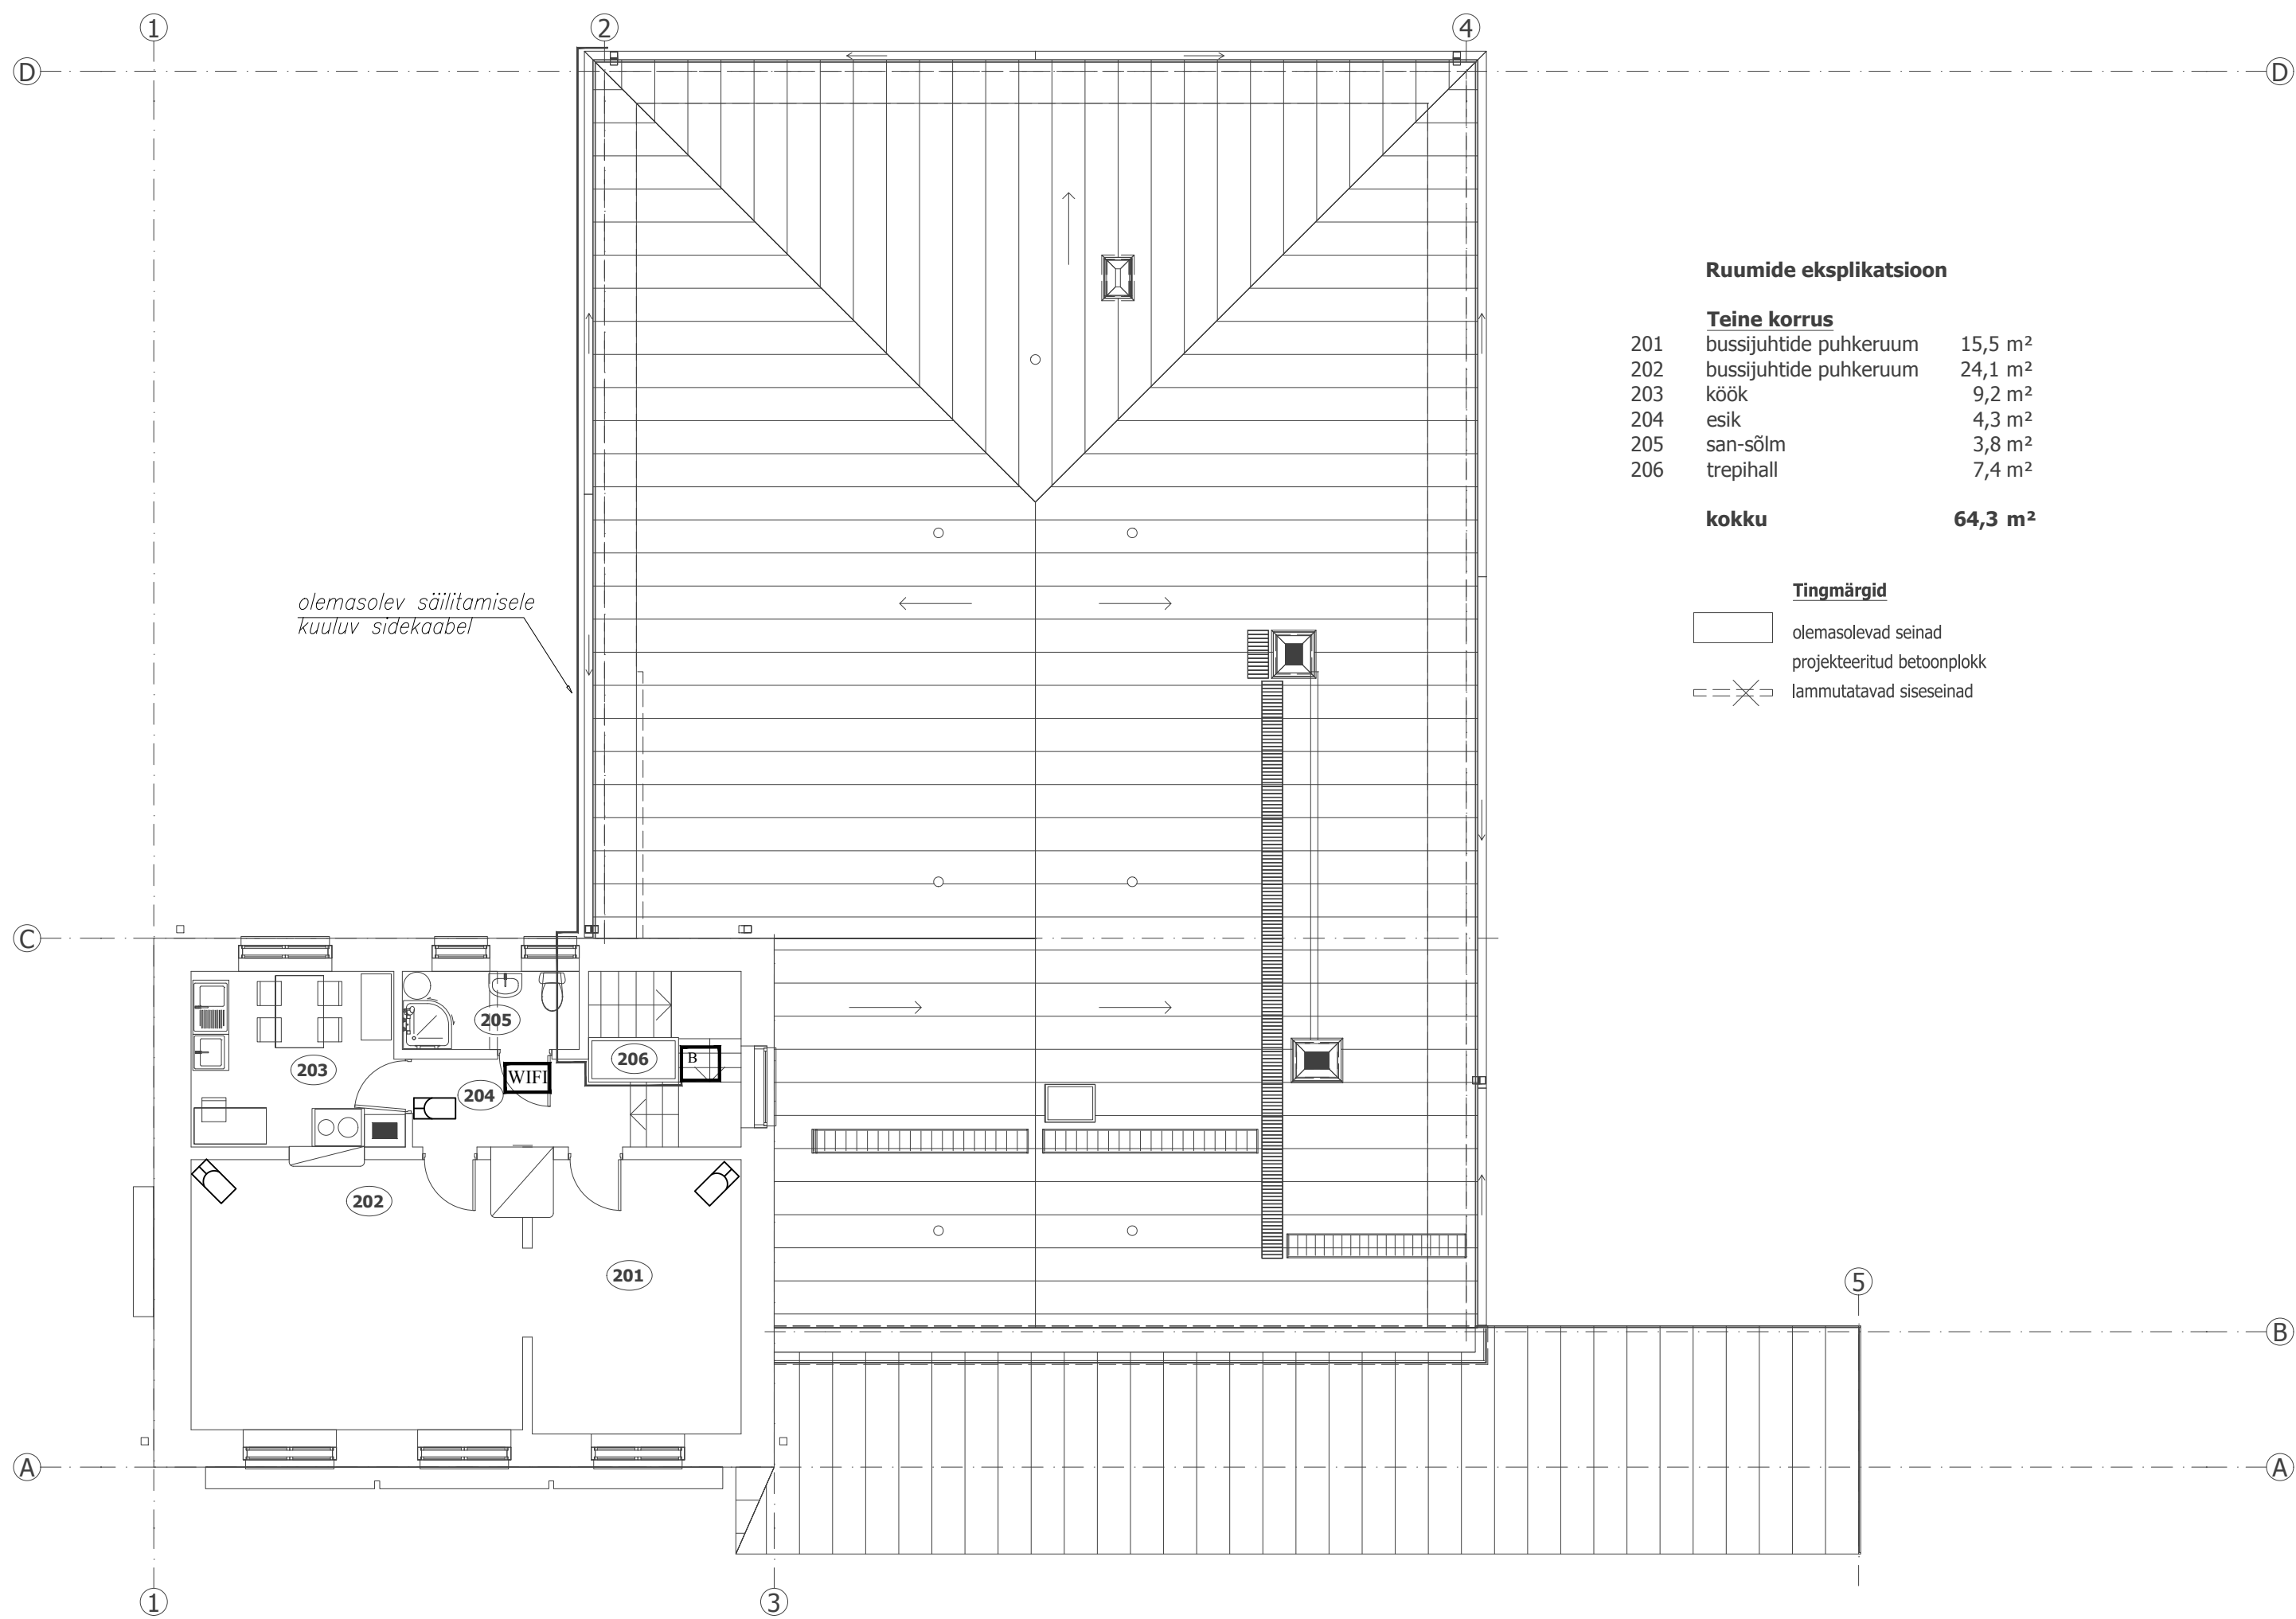 1
2
4
D
D
Ruumide eksplikatsioon
Teine korrus
201 bussijuhtide puhkeruum 15,5 m²
202 bussijuhtide puhkeruum 24,1 m²
203 köök 9,2 m²
204 esik 4,3 m²
205 san-sõlm 3,8 m²
206 trepihall 7,4 m²
kokku 64,3 m²
Tingmärgid
olemasolevad seinad
projekteeritud betoonplokk
lammutatavad siseseinad
olemasolev säilitamisele
kuuluv sidekaabel
C
205
206
B
203
WIFI
204
202
201
5
B
A
A
1
3